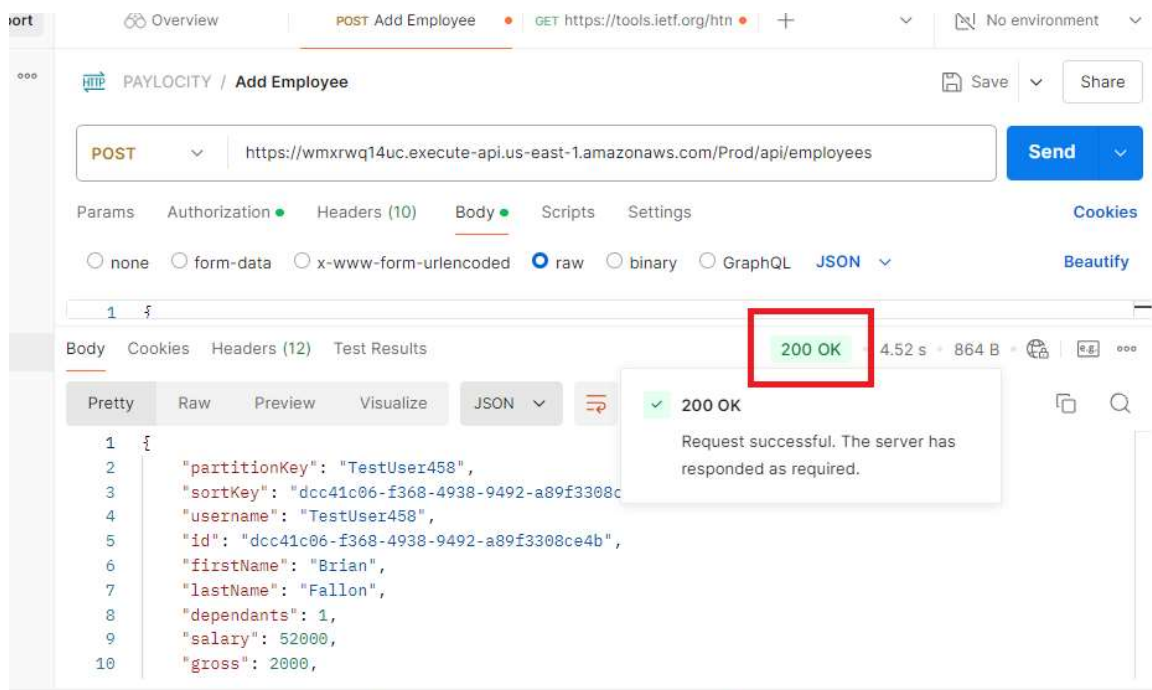 Overview POST Add Employee GET https://tools.ietf.org/htn + No environment
HTTP PAYLOCITY / Add Employee Save Share
POST https://wmxrwq14uc.execute-api.us-east-1.amazonaws.com/Prod/api/employees Send
Params Authorization Headers (10) Body Scripts Settings Cookies
none form-data x-www-form-urlencoded raw binary GraphQL JSON Beautify
1 {
Body Cookies Headers (12) Test Results 200 OK 4.52 s 864 B e.g.
Pretty Raw Preview Visualize JSON
200 OK
Request successful. The server has
responded as required.
1 {
2 "partitionKey": "TestUser458",
3 "sortKey": "dcc41c06-f368-4938-9492-a89f3308c
4 "username": "TestUser458",
5 "id": "dcc41c06-f368-4938-9492-a89f3308ce4b",
6 "firstName": "Brian",
7 "lastName": "Fallon",
8 "dependants": 1,
9 "salary": 52000,
10 "gross": 2000,